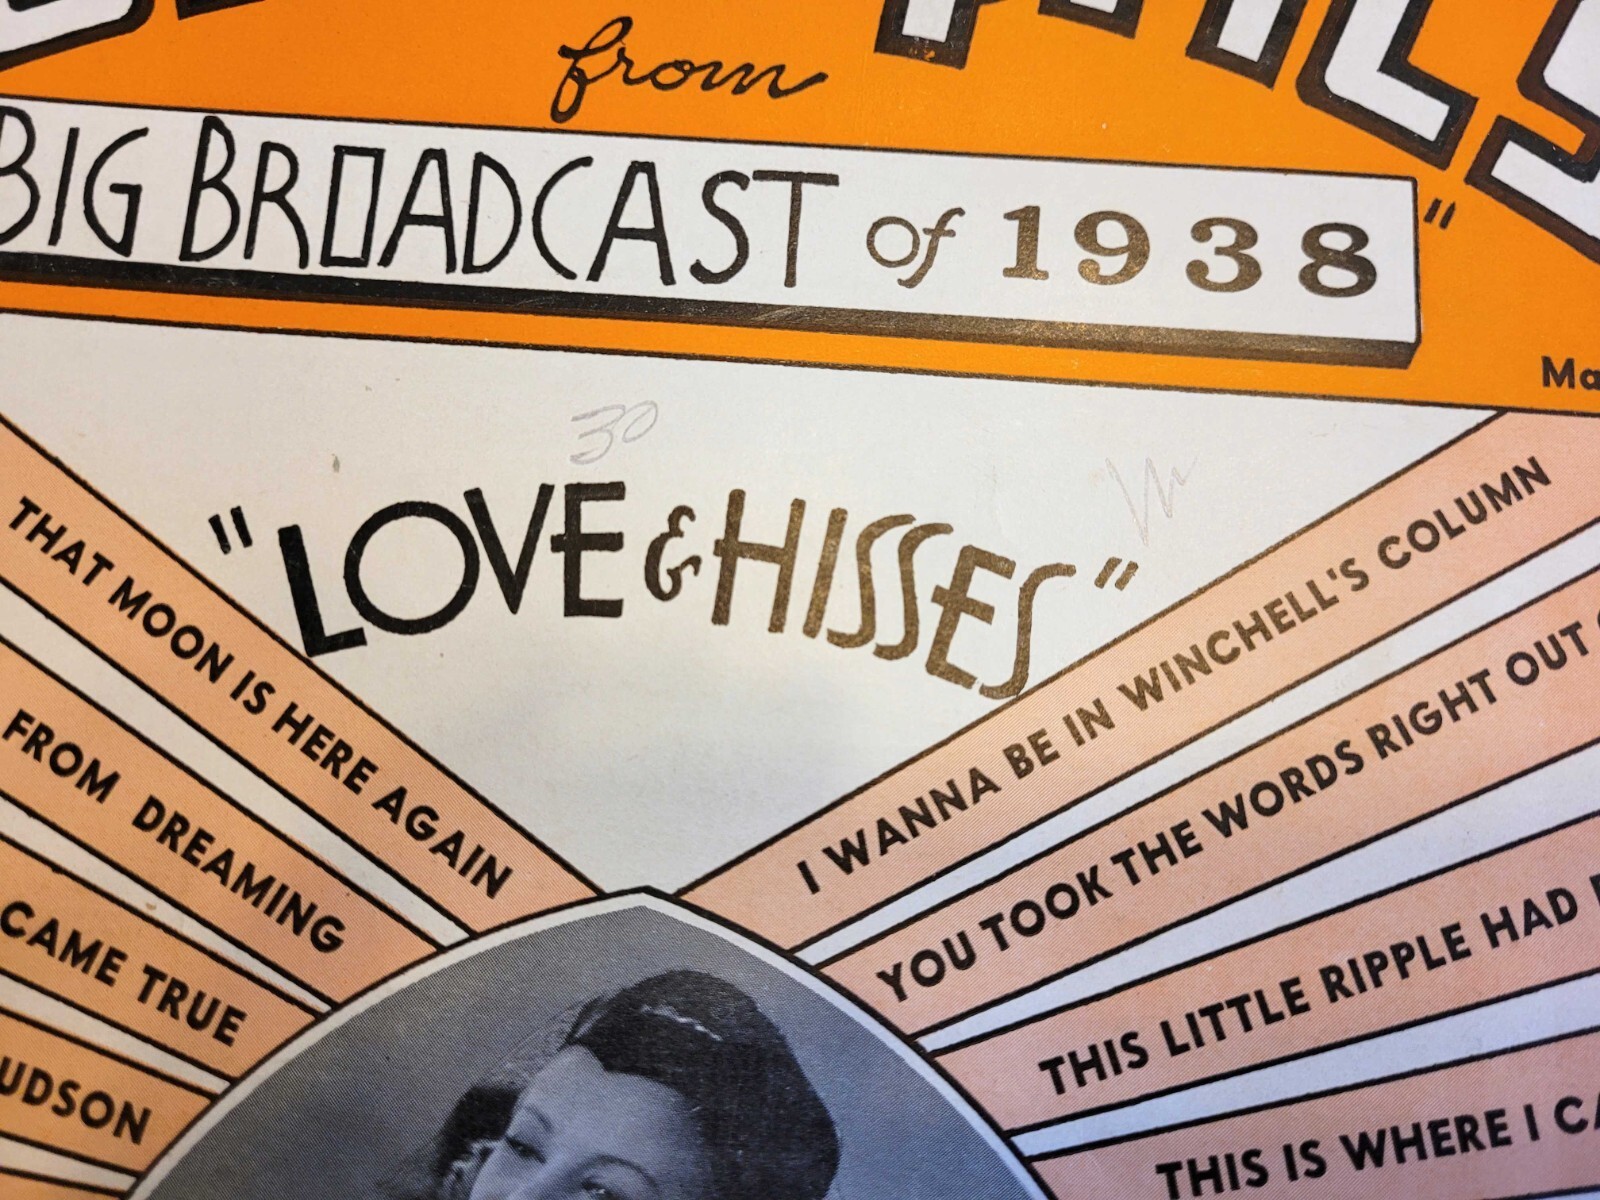 from
BIG BROADCAST of 1938"
Ma
30
"LOVE & HISSES"
THAT MOON IS HERE AGAIN
FROM DREAMING
CAME TRUE
UDSON
I WANNA BE IN WINCHELL'S COLUMN
YOU TOOK THE WORDS RIGHT OUT
THIS LITTLE RIPPLE HAD
THIS IS WHERE I CA